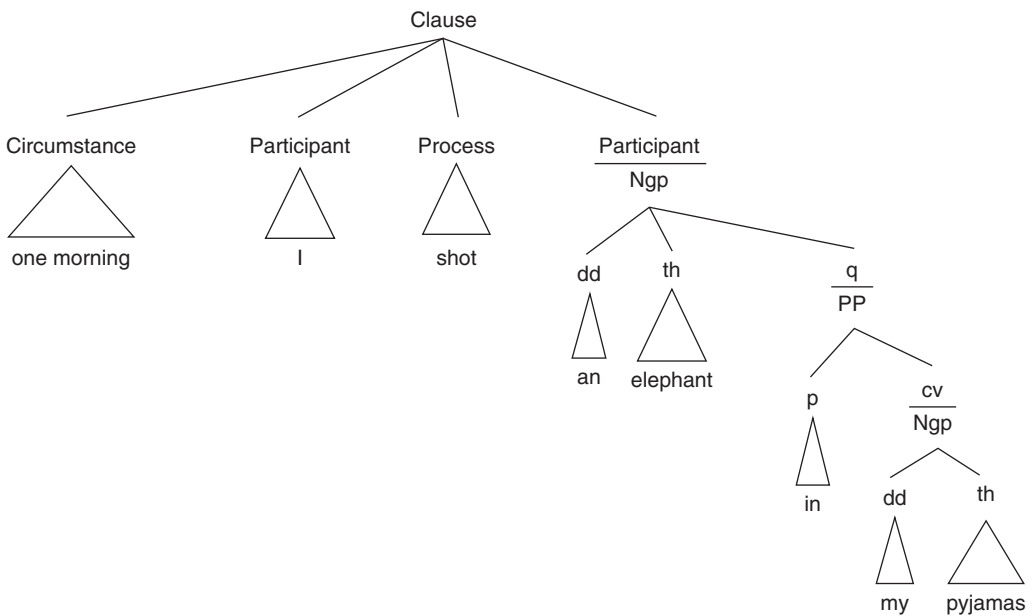 Clause
Circumstance Participant Process Participant
Ngp
one morning I shot
dd th q
PP
an elephant
p cv
Ngp
in
dd th
my pyjamas